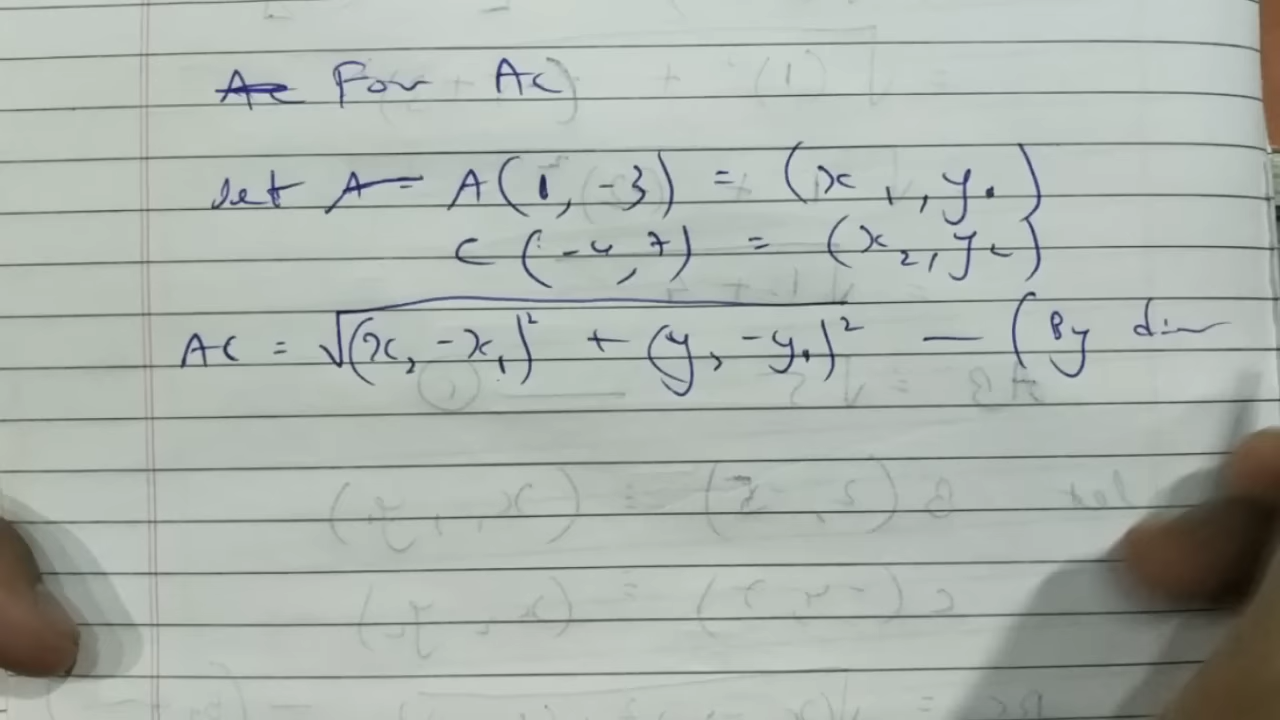 Ac For AC
let A- A(1, -3) = (x₁, y₁)
C(-4, 7) = (x₂, y₂)
AC = √(x₂ - x₁)² + (y₂ - y₁)² — (By